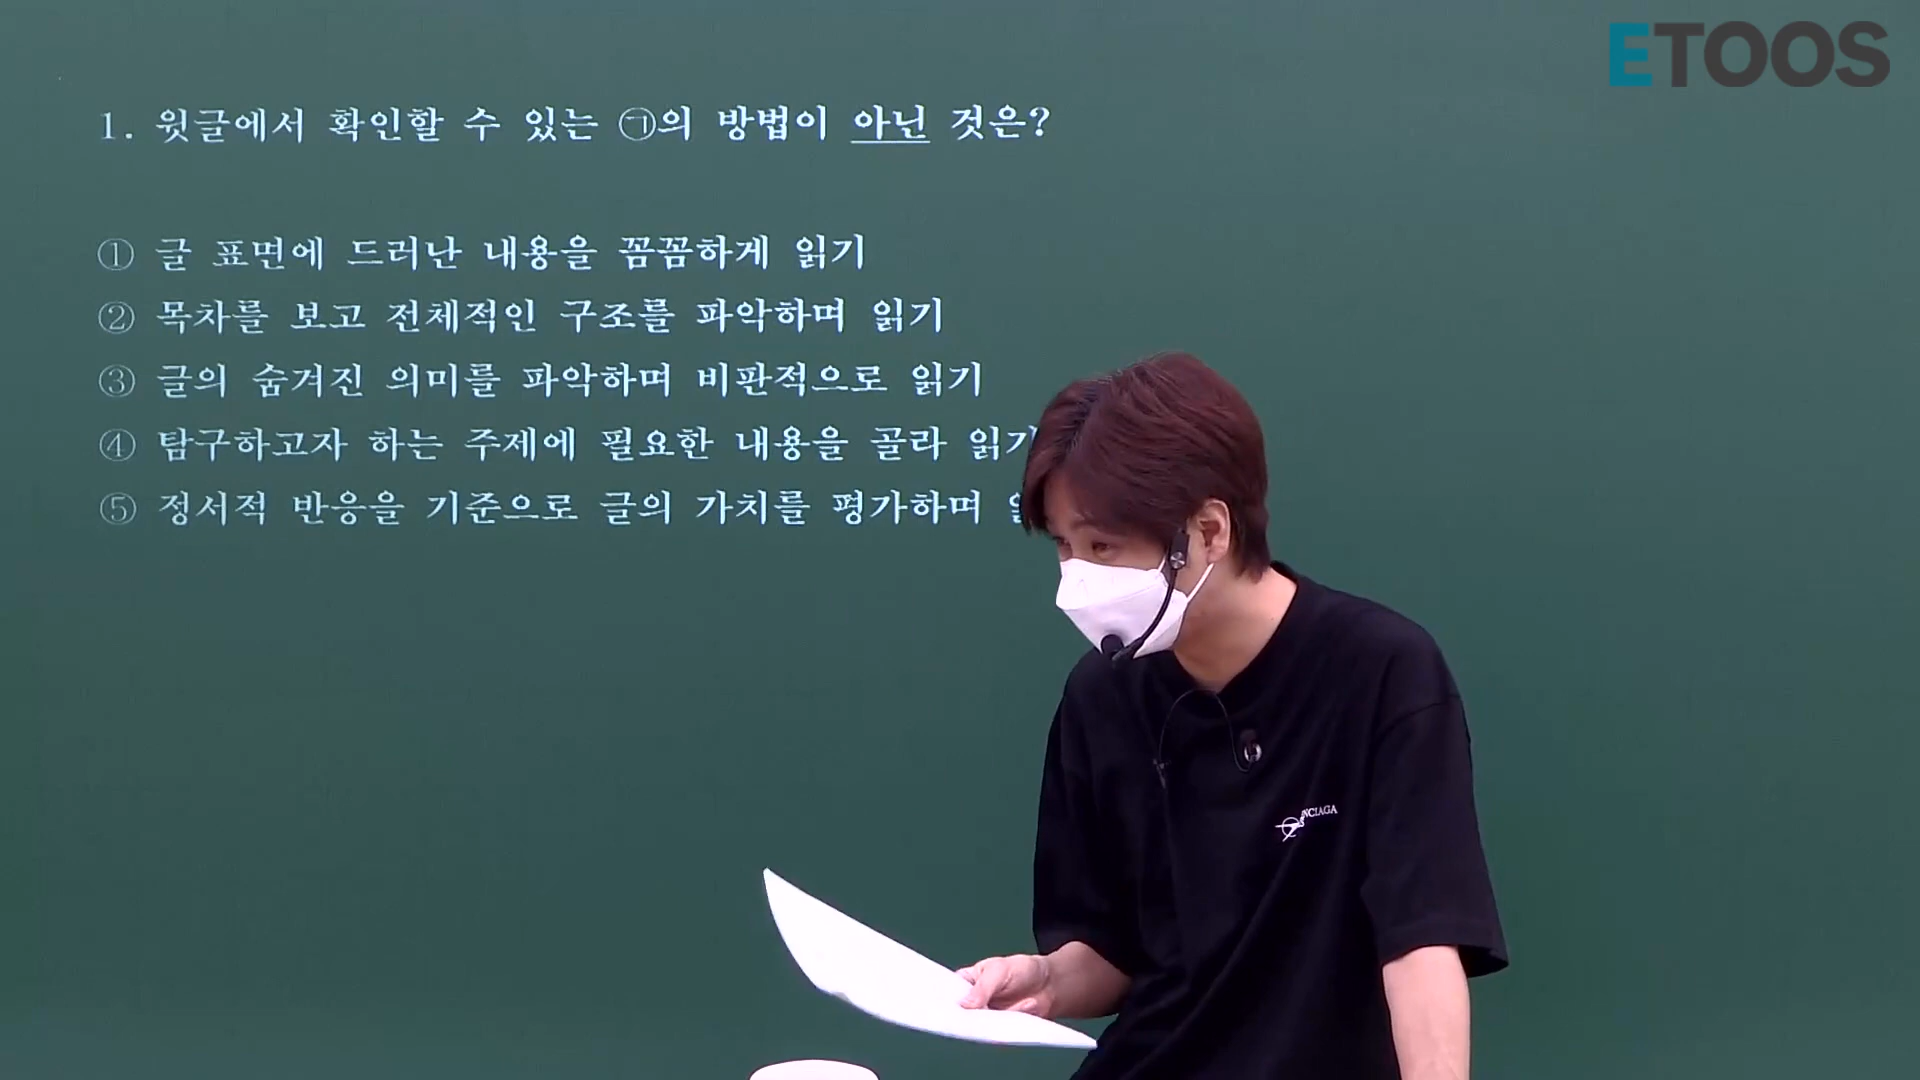 ETOOS
1. 윗글에서 확인할 수 있는 ㉠의 방법이 아닌 것은?
① 글 표면에 드러난 내용을 꼼꼼하게 읽기
② 목차를 보고 전체적인 구조를 파악하며 읽기
③ 글의 숨겨진 의미를 파악하며 비판적으로 읽기
④ 탐구하고자 하는 주제에 필요한 내용을 골라 읽기
⑤ 정서적 반응을 기준으로 글의 가치를 평가하며